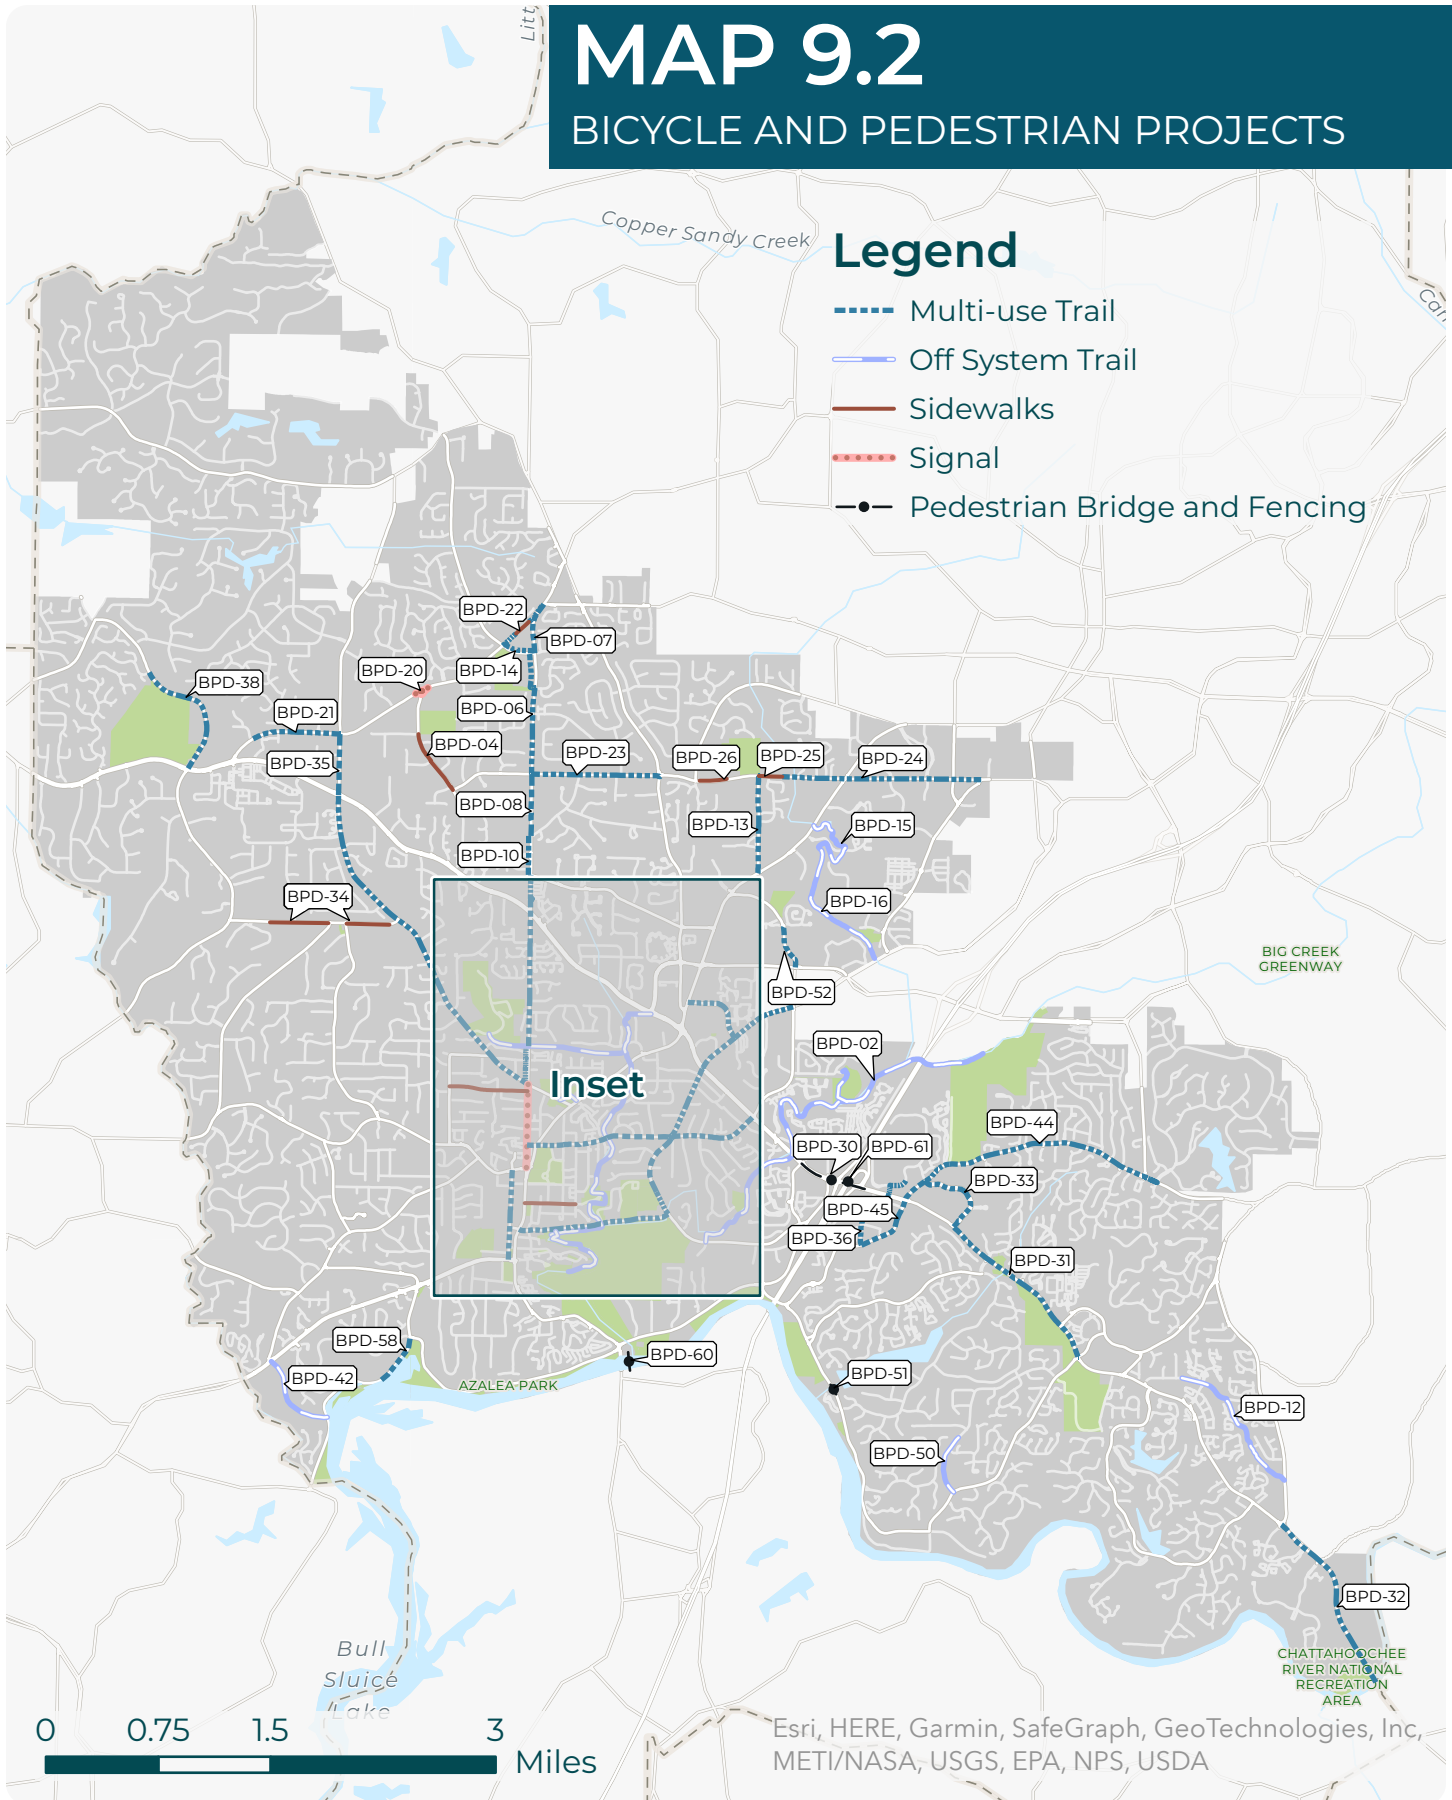 Litt
MAP 9.2
BICYCLE AND PEDESTRIAN PROJECTS
Copper Sandy Creek
Legend
Multi-use Trail
Off System Trail
Sidewalks
Signal
Pedestrian Bridge and Fencing
Can
BPD-22
BPD-07
BPD-20
BPD-14
BPD-38
BPD-21
BPD-06
BPD-04
BPD-35
BPD-23
BPD-26
BPD-25
BPD-24
BPD-08
BPD-13
BPD-15
BPD-10
BPD-34
BPD-16
BIG CREEK
GREENWAY
BPD-52
BPD-02
Inset
BPD-44
BPD-30
BPD-61
BPD-33
BPD-45
BPD-36
BPD-31
BPD-58
BPD-60
BPD-42
AZALEA PARK
BPD-51
BPD-12
BPD-50
BPD-32
CHATTAHOOCHEE
RIVER NATIONAL
RECREATION
AREA
Bull
Sluice
Lake
0 0.75 1.5 3
Miles
Esri, HERE, Garmin, SafeGraph, GeoTechnologies, Inc,
METI/NASA, USGS, EPA, NPS, USDA